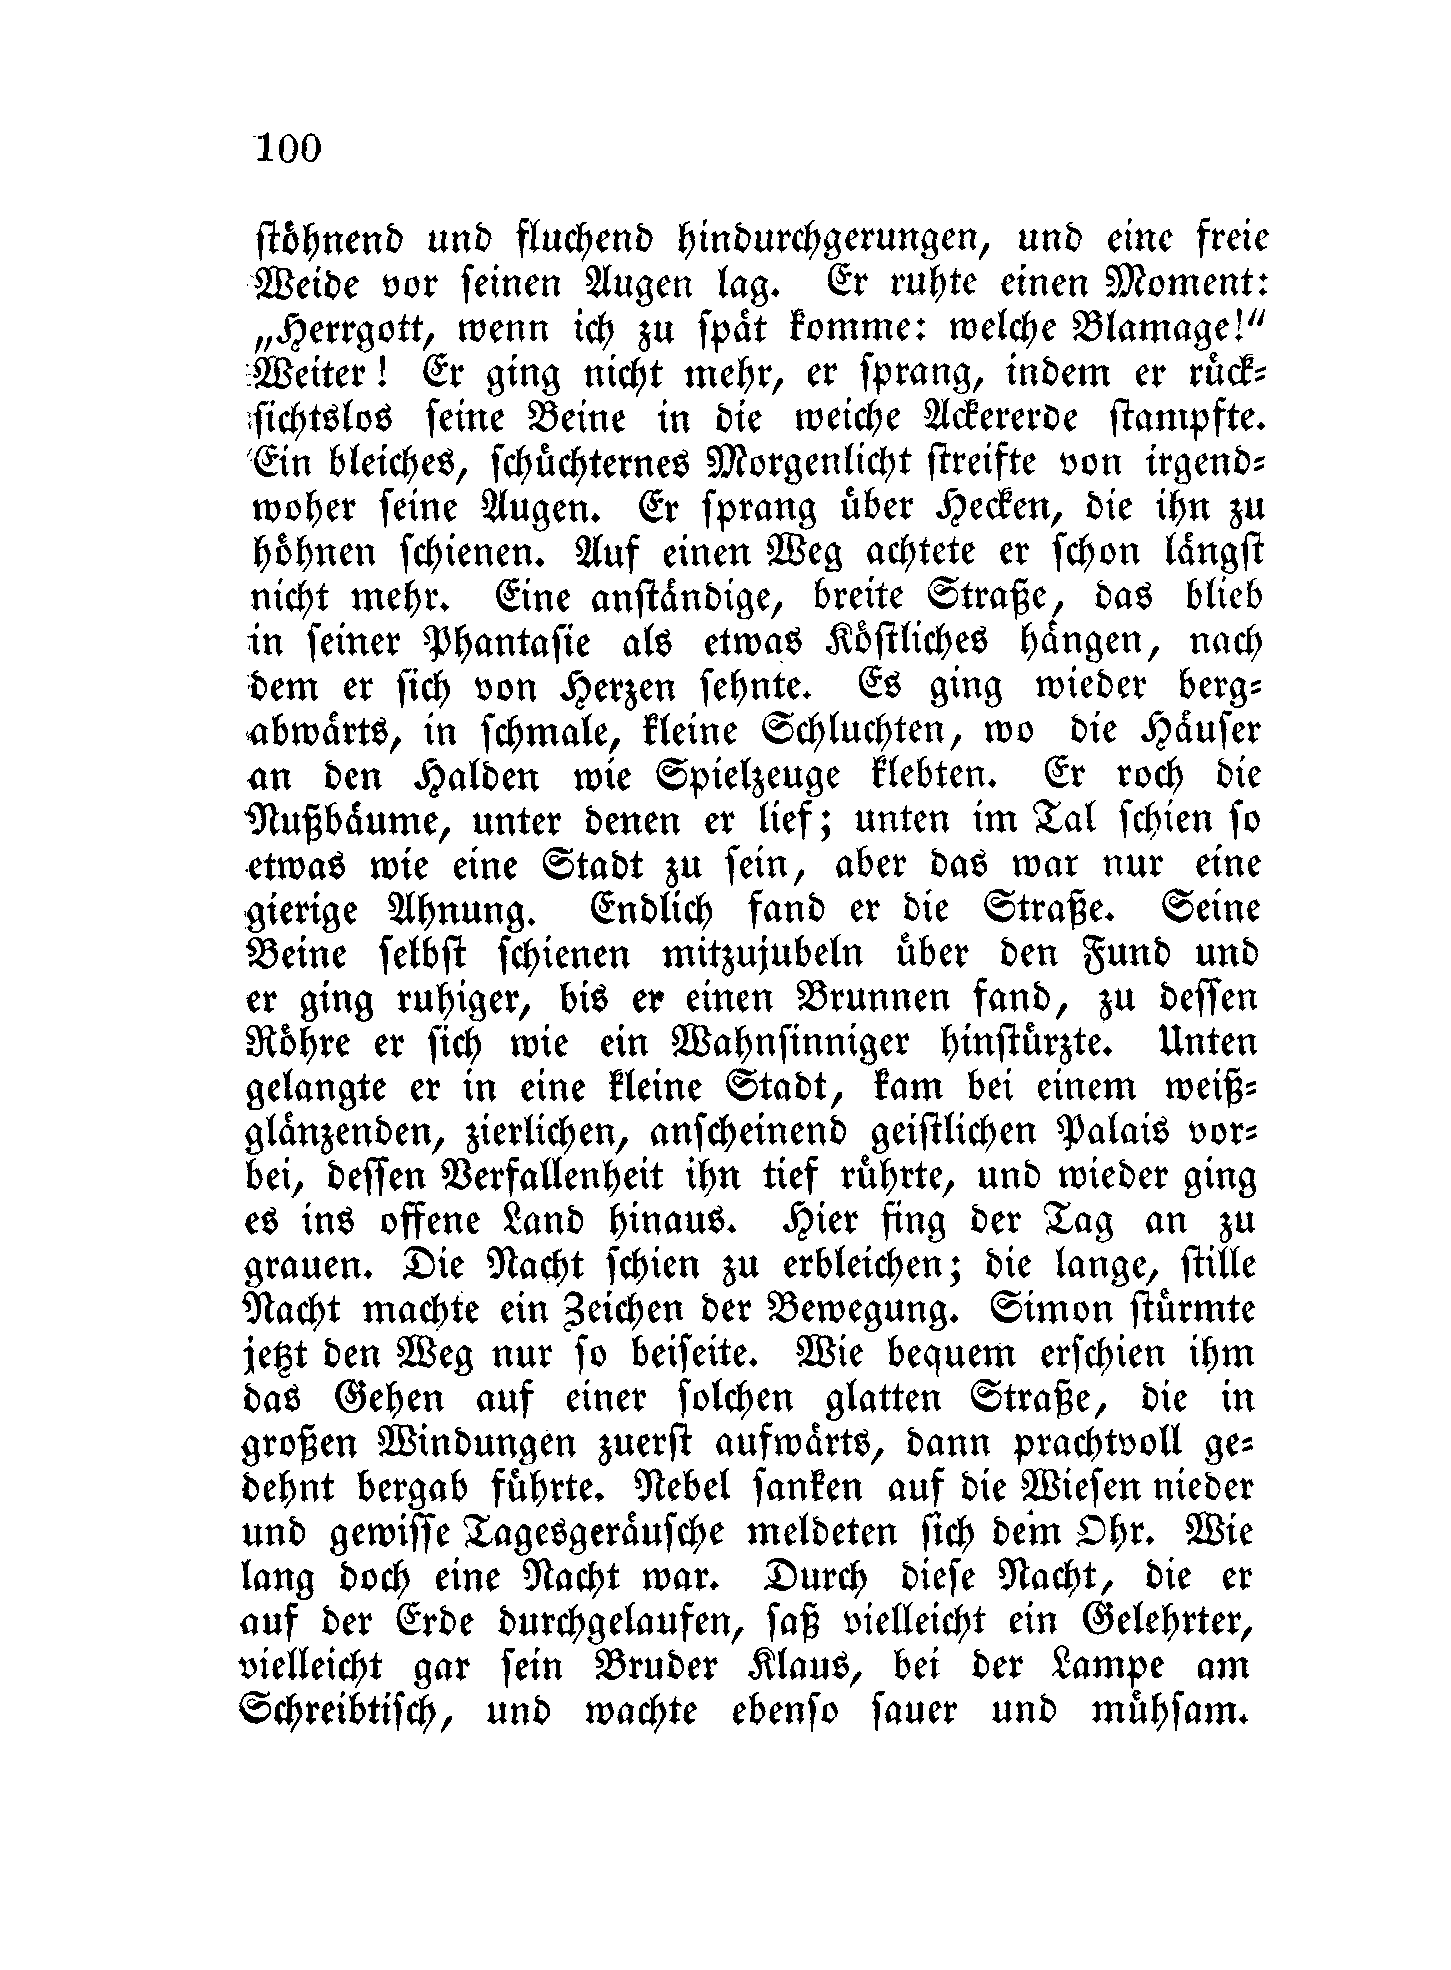 100
stöhnend und fluchend hindurchgerungen, und eine freie
Weide vor seinen Augen lag. Er ruhte einen Moment:
„Herrgott, wenn ich zu spät komme: welche Blamage!“
Weiter! Er ging nicht mehr, er sprang, indem er rück-
sichtslos seine Beine in die weiche Ackererde stampfte.
Ein bleiches, schüchternes Morgenlicht streifte von irgend-
woher seine Augen. Er sprang über Hecken, die ihn zu
höhnen schienen. Auf einen Weg achtete er schon längst
nicht mehr. Eine anständige, breite Straße, das blieb
in seiner Phantasie als etwas Köstliches hängen, nach
dem er sich von Herzen sehnte. Es ging wieder berg-
abwärts, in schmale, kleine Schluchten, wo die Häuser
an den Halden wie Spielzeuge klebten. Er roch die
Nußbäume, unter denen er lief; unten im Tal schien so
etwas wie eine Stadt zu sein, aber das war nur eine
gierige Ahnung. Endlich fand er die Straße. Seine
Beine selbst schienen mitzujubeln über den Fund und
er ging ruhiger, bis er einen Brunnen fand, zu dessen
Röhre er sich wie ein Wahnsinniger hinstürzte. Unten
gelangte er in eine kleine Stadt, kam bei einem weiß-
glänzenden, zierlichen, anscheinend geistlichen Palais vor-
bei, dessen Verfallenheit ihn tief rührte, und wieder ging
es ins offene Land hinaus. Hier fing der Tag an zu
grauen. Die Nacht schien zu erbleichen; die lange, stille
Nacht machte ein Zeichen der Bewegung. Simon stürmte
jetzt den Weg nur so beiseite. Wie bequem erschien ihm
das Gehen auf einer solchen glatten Straße, die in
großen Windungen zuerst aufwärts, dann prachtvoll ge-
dehnt bergab führte. Nebel sanken auf die Wiesen nieder
und gewisse Tagesgeräusche meldeten sich dem Ohr. Wie
lang doch eine Nacht war. Durch diese Nacht, die er
auf der Erde durchgelaufen, saß vielleicht ein Gelehrter,
vielleicht gar sein Bruder Klaus, bei der Lampe am
Schreibtisch, und wachte ebenso sauer und mühsam.